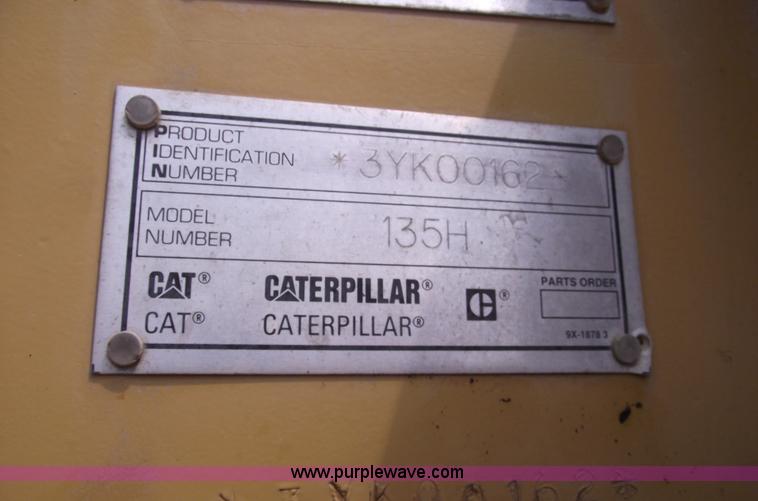 PRODUCT
IDENTIFICATION
NUMBER
*3YK00162*
MODEL
NUMBER
135H
CAT® CATERPILLAR® C®
CAT® CATERPILLAR®
PARTS ORDER
9X-1878 3
www.purplewave.com
YK00162*